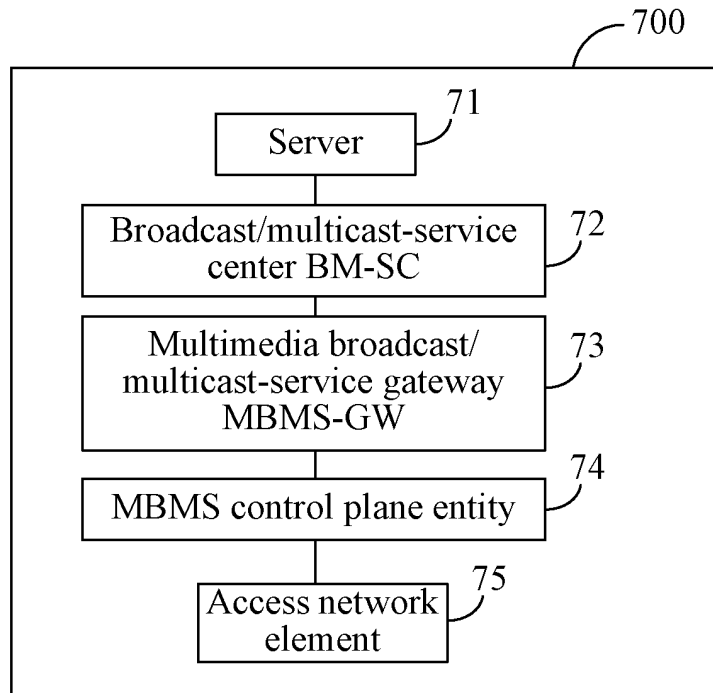 700
71
Server
Broadcast/multicast-service
center BM-SC
72
Multimedia broadcast/
multicast-service gateway
MBMS-GW
73
74
MBMS control plane entity
75
Access network
element